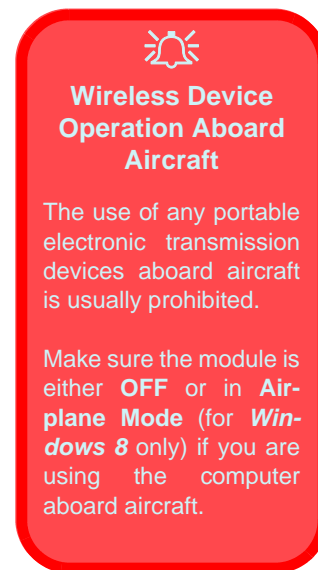 Wireless Device
Operation Aboard
Aircraft
The use of any portable
electronic transmission
devices aboard aircraft
is usually prohibited.
Make sure the module is
either OFF or in Air-
plane Mode (for Win-
dows 8 only) if you are
using the computer
aboard aircraft.